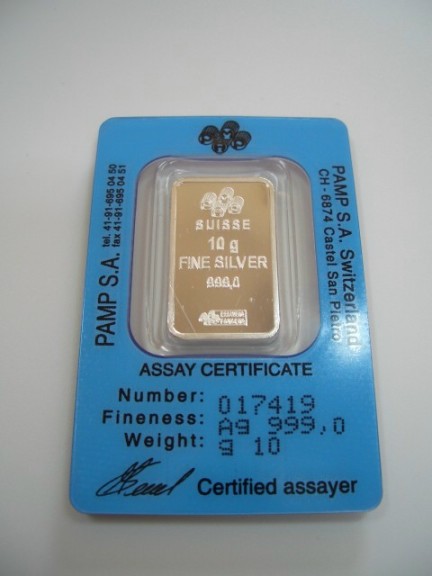 PAMP S.A.
tel. 41-91-695 04 50
fax 41-91-695 04 51
PAMP S.A. Switzerland
CH - 6874 Castel San Pietro
SUISSE
10 g
FINE SILVER
999,0
ASSAY CERTIFICATE
Number: 017419
Fineness: Ag 999,0
Weight: g 10
Certified assayer